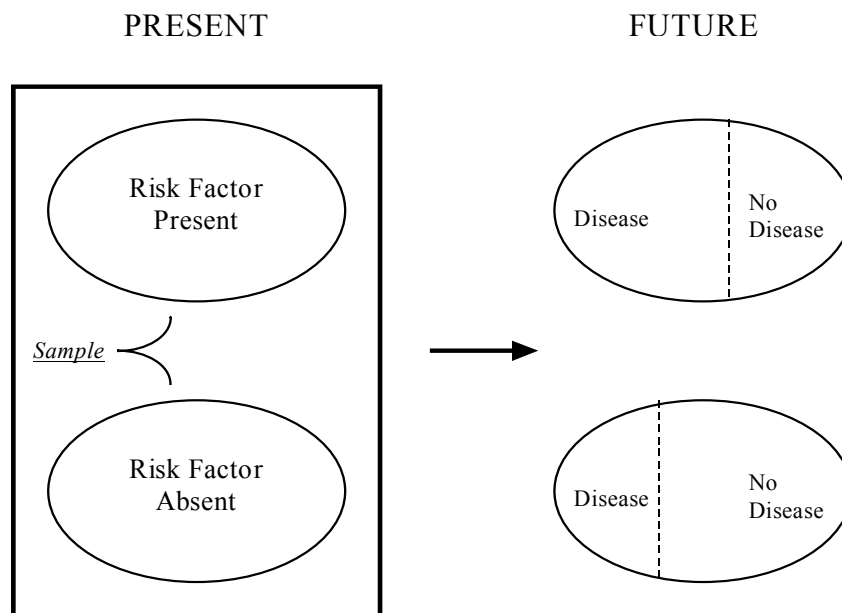 PRESENT
FUTURE
Risk Factor
Present
Disease
No
Disease
Sample
Risk Factor
Absent
Disease
No
Disease